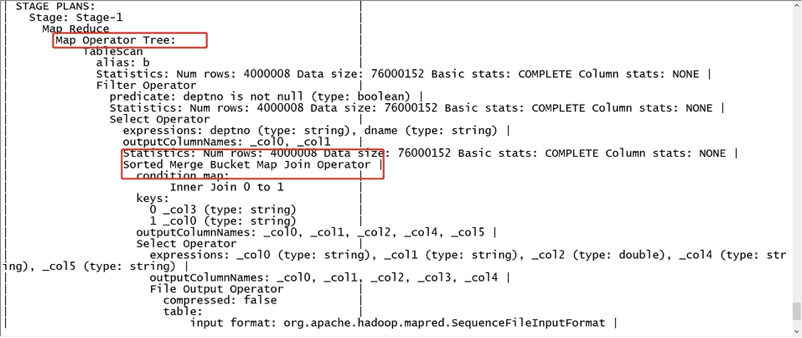 | STAGE PLANS: |
| Stage: Stage-1 |
| Map Reduce |
| Map Operator Tree: |
| TableScan |
| alias: b |
| Statistics: Num rows: 4000008 Data size: 76000152 Basic stats: COMPLETE Column stats: NONE |
| Filter Operator |
| predicate: deptno is not null (type: boolean) |
| Statistics: Num rows: 4000008 Data size: 76000152 Basic stats: COMPLETE Column stats: NONE |
| Select Operator |
| expressions: deptno (type: string), dname (type: string) |
| outputColumnNames: _col0, _col1 |
| Statistics: Num rows: 4000008 Data size: 76000152 Basic stats: COMPLETE Column stats: NONE |
| Sorted Merge Bucket Map Join Operator |
| condition map: |
| Inner Join 0 to 1 |
| keys: |
| 0 _col3 (type: string) |
| 1 _col0 (type: string) |
| outputColumnNames: _col0, _col1, _col2, _col4, _col5 |
| Select Operator |
| expressions: _col0 (type: string), _col1 (type: string), _col2 (type: double), _col4 (type: str
ing), _col5 (type: string) |
| outputColumnNames: _col0, _col1, _col2, _col3, _col4 |
| File Output Operator |
| compressed: false |
| table: |
| input format: org.apache.hadoop.mapred.SequenceFileInputFormat |